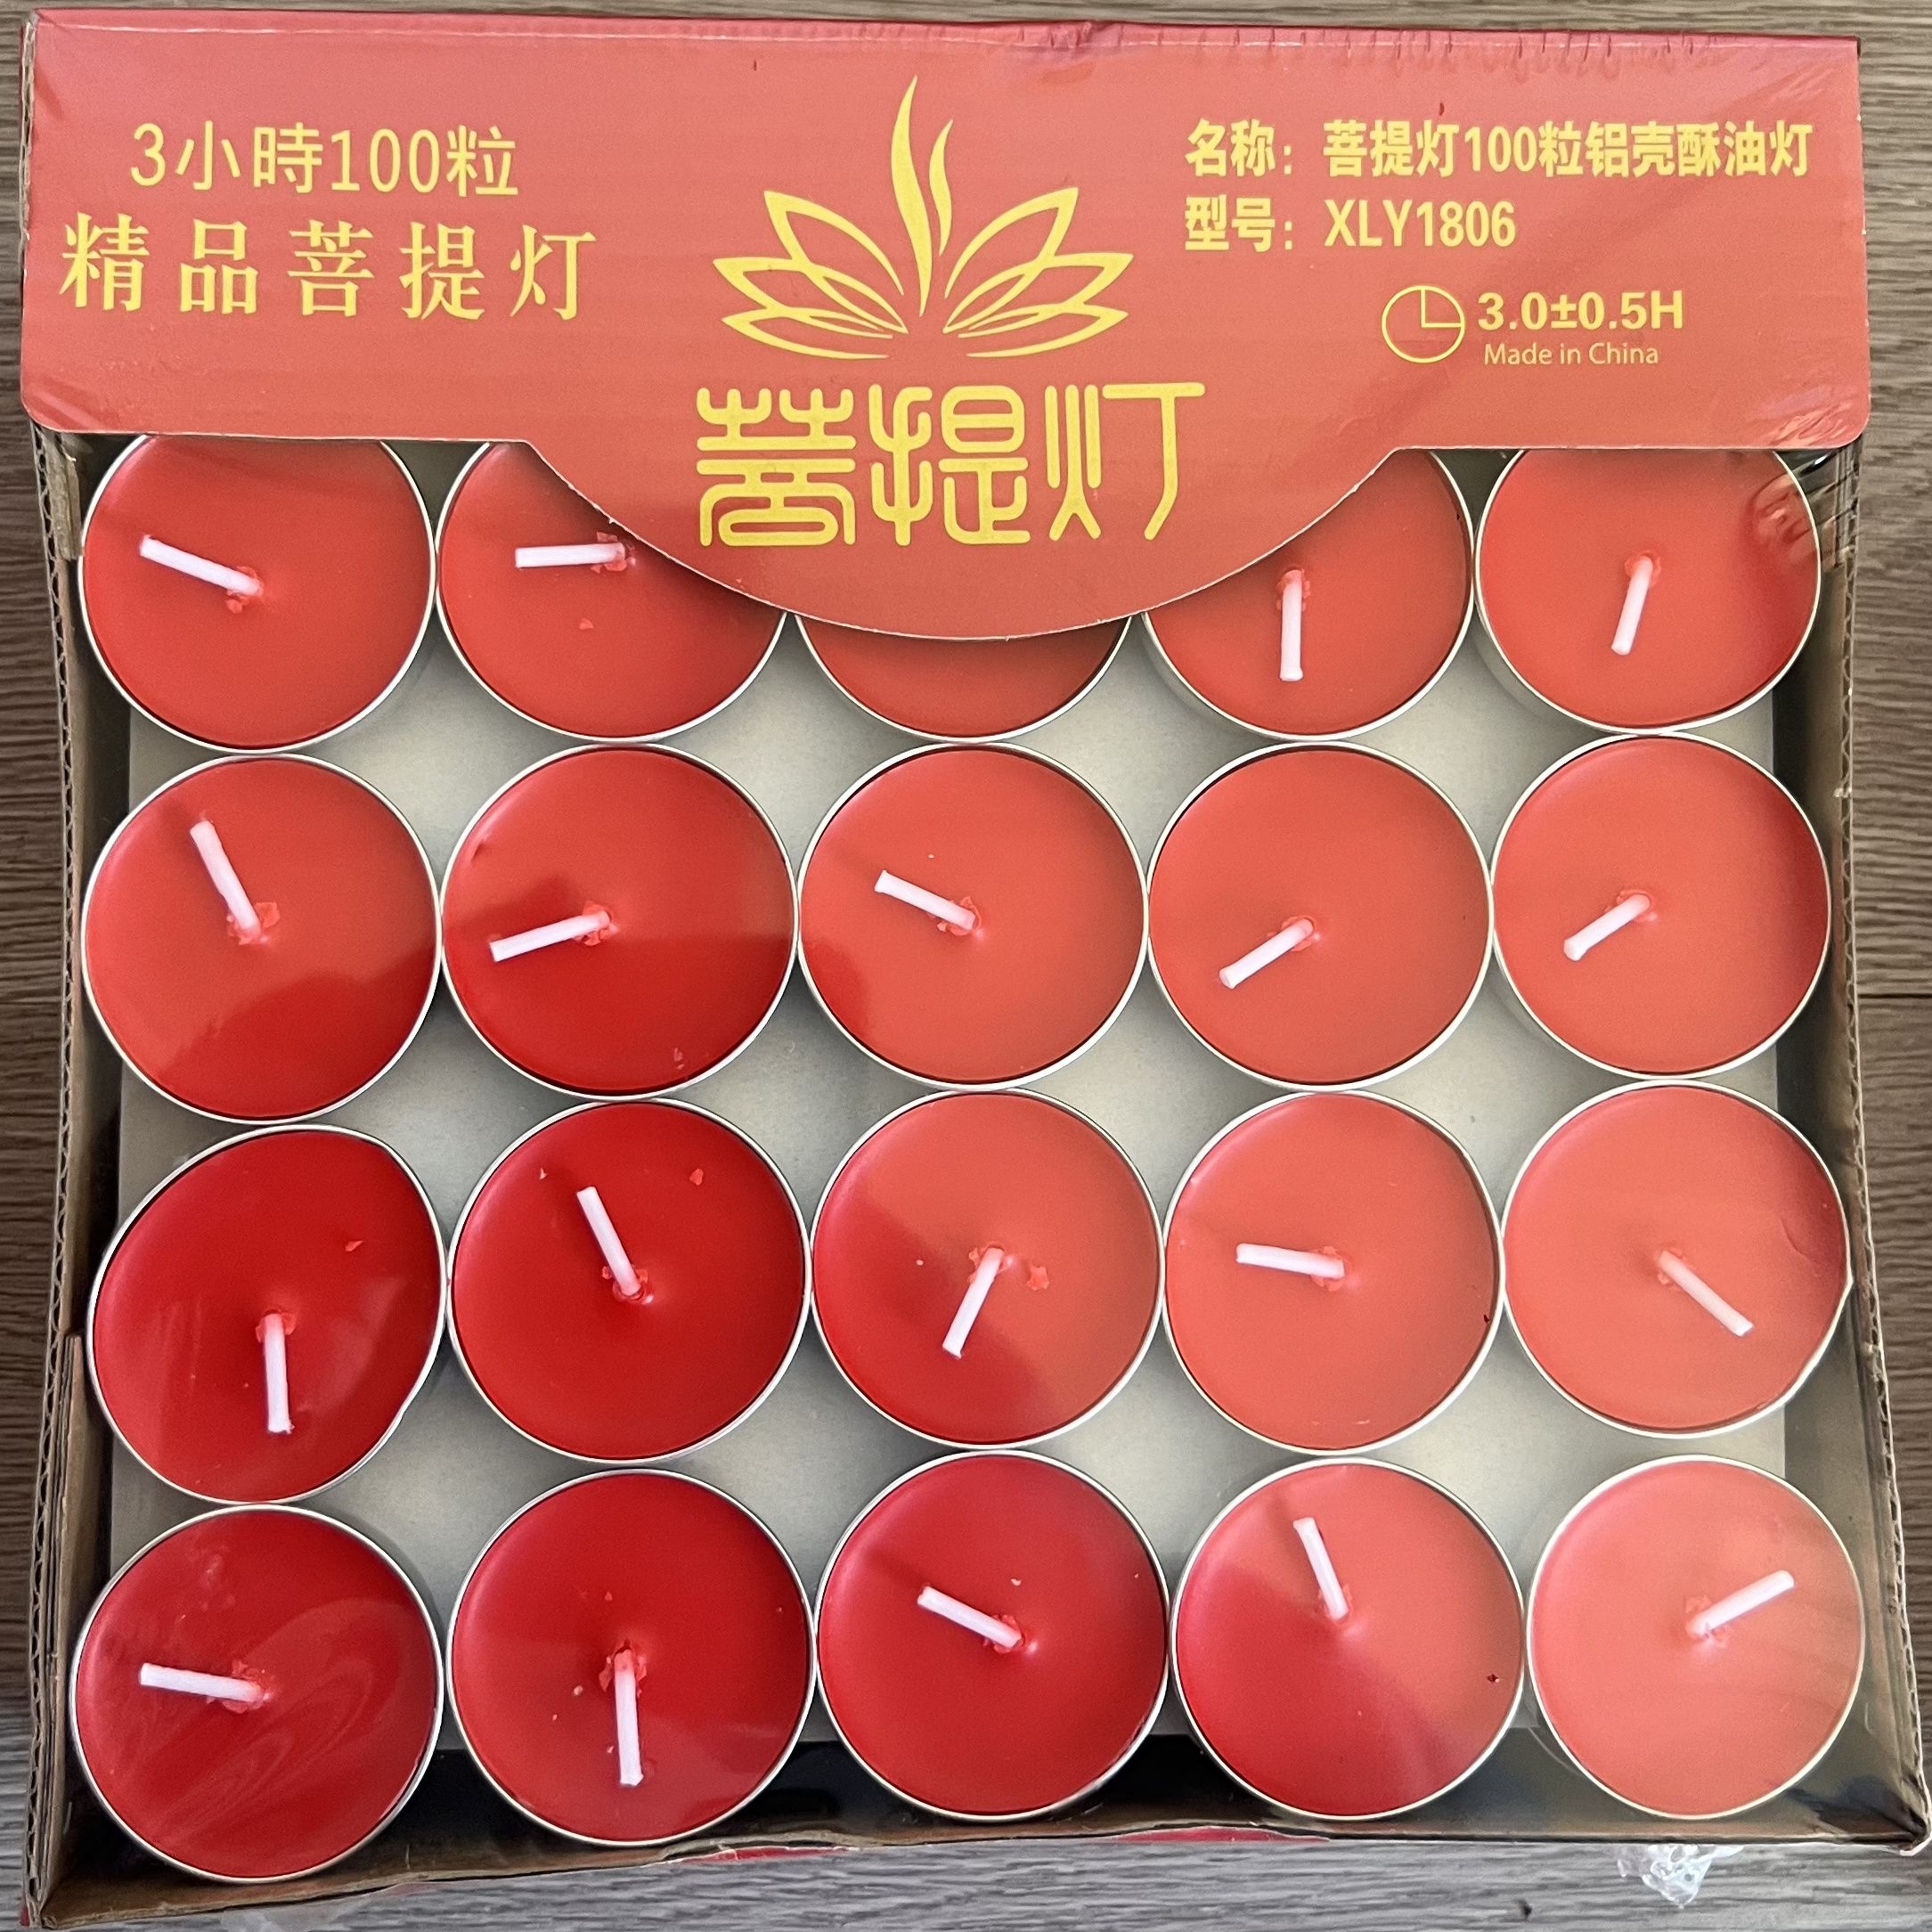 3小時100粒
精品菩提灯
菩提灯
名称：菩提灯100粒铝壳酥油灯
型号：XLY1806
3.0±0.5H
Made in China